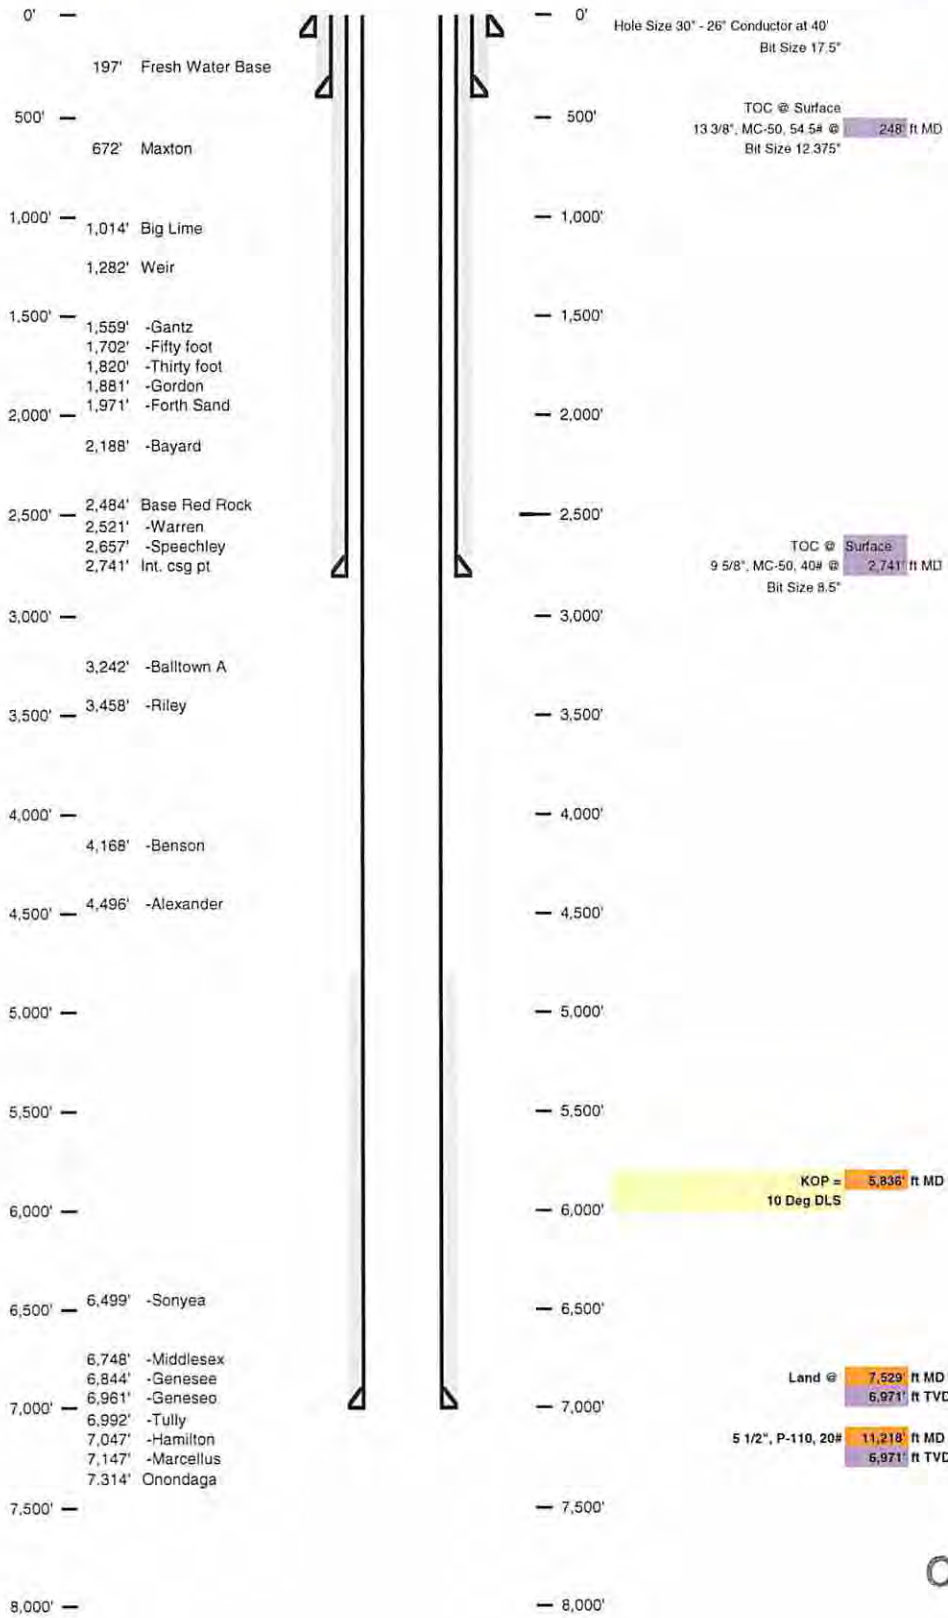 0'
197' Fresh Water Base
500'
672' Maxton
1,000'
1,014' Big Lime
1,282' Weir
1,500'
1,559' -Gantz
1,702' -Fifty foot
1,820' -Thirty foot
1,881' -Gordon
1,971' -Forth Sand
2,000'
2,188' -Bayard
2,484' Base Red Rock
2,500'
2,521' -Warren
2,657' -Speechley
2,741' Int. csg pt
3,000'
3,242' -Balltown A
3,458' -Riley
3,500'
4,000'
4,168' -Benson
4,496' -Alexander
4,500'
5,000'
5,500'
6,000'
6,499' -Sonyea
6,500'
6,748' -Middlesex
6,844' -Genesee
6,961' -Geneseo
7,000'
6,992' -Tully
7,047' -Hamilton
7,147' -Marcellus
7.314' Onondaga
7,500'
8,000'
0'
500'
1,000'
1,500'
2,000'
2,500'
3,000'
3,500'
4,000'
4,500'
5,000'
5,500'
6,000'
6,500'
7,000'
7,500'
8,000'
Hole Size 30" - 26" Conductor at 40'
Bit Size 17.5"
TOC @ Surface
13 3/8", MC-50, 54.5# @ 248' ft MD
Bit Size 12.375"
TOC @ Surface
9 5/8", MC-50, 40# @ 2,741' ft MD
Bit Size 8.5"
KOP = 5,836' ft MD
10 Deg DLS
Land @ 7,529' ft MD
6,971' ft TVD
5 1/2", P-110, 20# 11,218' ft MD
6,971' ft TVD